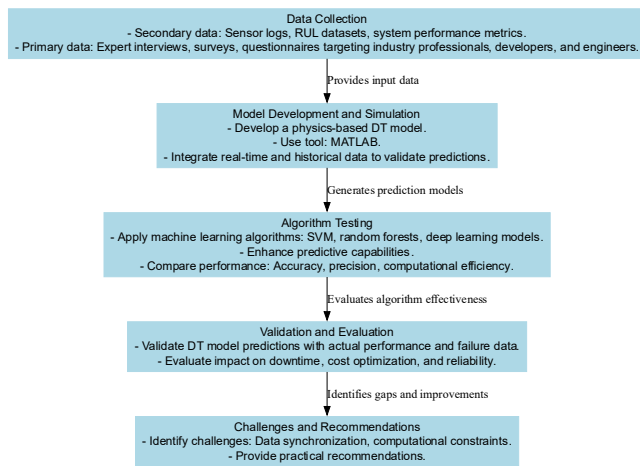 Data Collection
- Secondary data: Sensor logs, RUL datasets, system performance metrics.
- Primary data: Expert interviews, surveys, questionnaires targeting industry professionals, developers, and engineers.
Provides input data
Model Development and Simulation
- Develop a physics-based DT model.
- Use tool: MATLAB.
- Integrate real-time and historical data to validate predictions.
Generates prediction models
Algorithm Testing
- Apply machine learning algorithms: SVM, random forests, deep learning models.
- Enhance predictive capabilities.
- Compare performance: Accuracy, precision, computational efficiency.
Evaluates algorithm effectiveness
Validation and Evaluation
- Validate DT model predictions with actual performance and failure data.
- Evaluate impact on downtime, cost optimization, and reliability.
Identifies gaps and improvements
Challenges and Recommendations
- Identify challenges: Data synchronization, computational constraints.
- Provide practical recommendations.